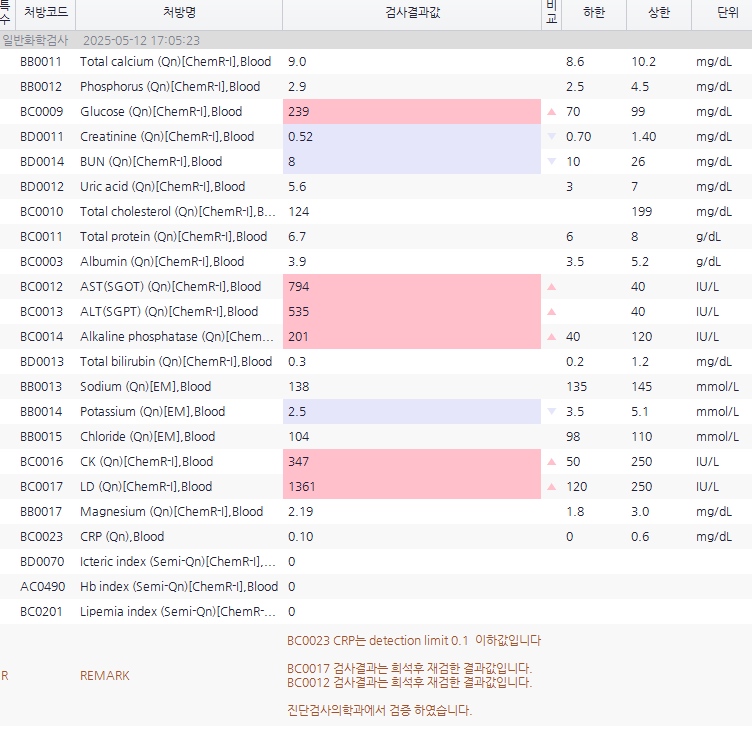 특수 처방코드 처방명 검사결과값 비교 하한 상한 단위
일반화학검사 2025-05-12 17:05:23
BB0011 Total calcium (Qn)[ChemR-I],Blood 9.0 8.6 10.2 mg/dL
BB0012 Phosphorus (Qn)[ChemR-I],Blood 2.9 2.5 4.5 mg/dL
BC0009 Glucose (Qn)[ChemR-I],Blood 239 ▲ 70 99 mg/dL
BD0011 Creatinine (Qn)[ChemR-I],Blood 0.52 ▼ 0.70 1.40 mg/dL
BD0014 BUN (Qn)[ChemR-I],Blood 8 ▼ 10 26 mg/dL
BD0012 Uric acid (Qn)[ChemR-I],Blood 5.6 3 7 mg/dL
BC0010 Total cholesterol (Qn)[ChemR-I],B... 124 199 mg/dL
BC0011 Total protein (Qn)[ChemR-I],Blood 6.7 6 8 g/dL
BC0003 Albumin (Qn)[ChemR-I],Blood 3.9 3.5 5.2 g/dL
BC0012 AST(SGOT) (Qn)[ChemR-I],Blood 794 ▲ 40 IU/L
BC0013 ALT(SGPT) (Qn)[ChemR-I],Blood 535 ▲ 40 IU/L
BC0014 Alkaline phosphatase (Qn)[Chem... 201 ▲ 40 120 IU/L
BD0013 Total bilirubin (Qn)[ChemR-I],Blood 0.3 0.2 1.2 mg/dL
BB0013 Sodium (Qn)[EM],Blood 138 135 145 mmol/L
BB0014 Potassium (Qn)[EM],Blood 2.5 ▼ 3.5 5.1 mmol/L
BB0015 Chloride (Qn)[EM],Blood 104 98 110 mmol/L
BC0016 CK (Qn)[ChemR-I],Blood 347 ▲ 50 250 IU/L
BC0017 LD (Qn)[ChemR-I],Blood 1361 ▲ 120 250 IU/L
BB0017 Magnesium (Qn)[ChemR-I],Blood 2.19 1.8 3.0 mg/dL
BC0023 CRP (Qn),Blood 0.10 0 0.6 mg/dL
BD0070 Icteric index (Semi-Qn)[ChemR-I],... 0
AC0490 Hb index (Semi-Qn)[ChemR-I],Blood 0
BC0201 Lipemia index (Semi-Qn)[ChemR-... 0
BC0023 CRP는 detection limit 0.1 이하값입니다
BC0017 검사결과는 희석후 재검한 결과값입니다.
R REMARK
BC0012 검사결과는 희석후 재검한 결과값입니다.
진단검사의학과에서 검증 하였습니다.